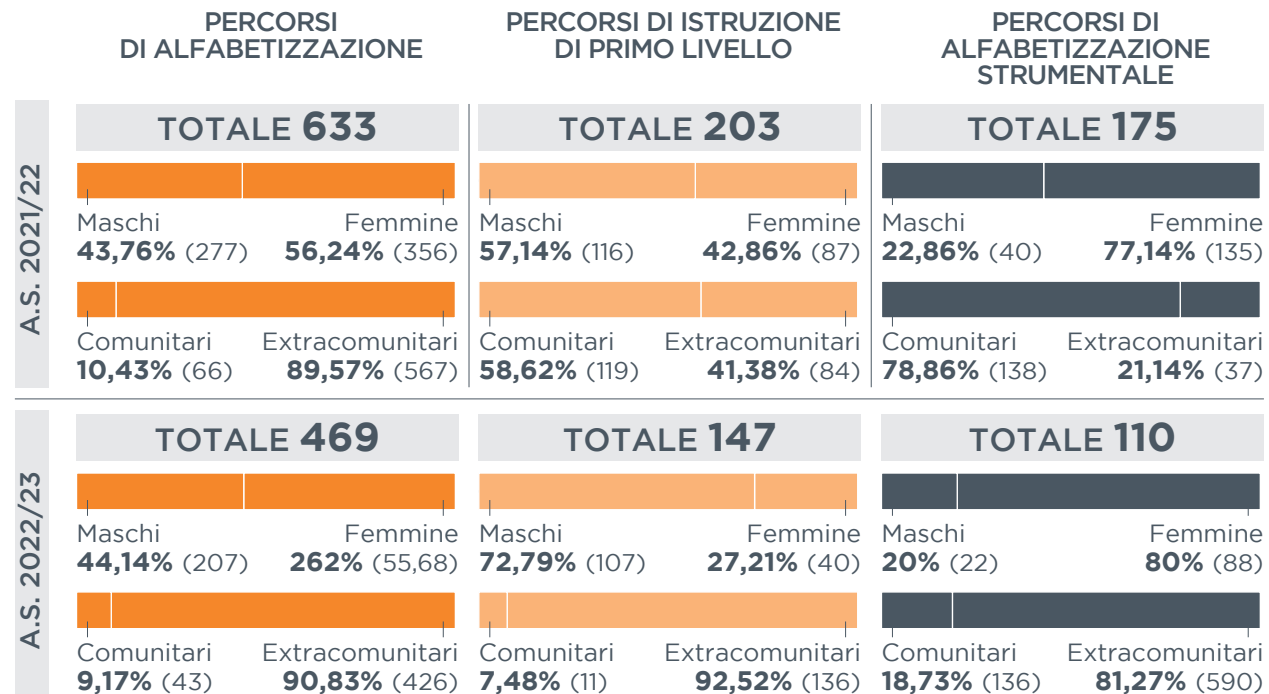 PERCORSI
DI ALFABETIZZAZIONE
PERCORSI DI ISTRUZIONE
DI PRIMO LIVELLO
PERCORSI DI
ALFABETIZZAZIONE
STRUMENTALE
A.S. 2021/22
TOTALE 633
Maschi Femmine
43,76% (277) 56,24% (356)
Comunitari Extracomunitari
10,43% (66) 89,57% (567)
TOTALE 203
Maschi Femmine
57,14% (116) 42,86% (87)
Comunitari Extracomunitari
58,62% (119) 41,38% (84)
TOTALE 175
Maschi Femmine
22,86% (40) 77,14% (135)
Comunitari Extracomunitari
78,86% (138) 21,14% (37)
A.S. 2022/23
TOTALE 469
Maschi Femmine
44,14% (207) 262% (55,68)
Comunitari Extracomunitari
9,17% (43) 90,83% (426)
TOTALE 147
Maschi Femmine
72,79% (107) 27,21% (40)
Comunitari Extracomunitari
7,48% (11) 92,52% (136)
TOTALE 110
Maschi Femmine
20% (22) 80% (88)
Comunitari Extracomunitari
18,73% (136) 81,27% (590)